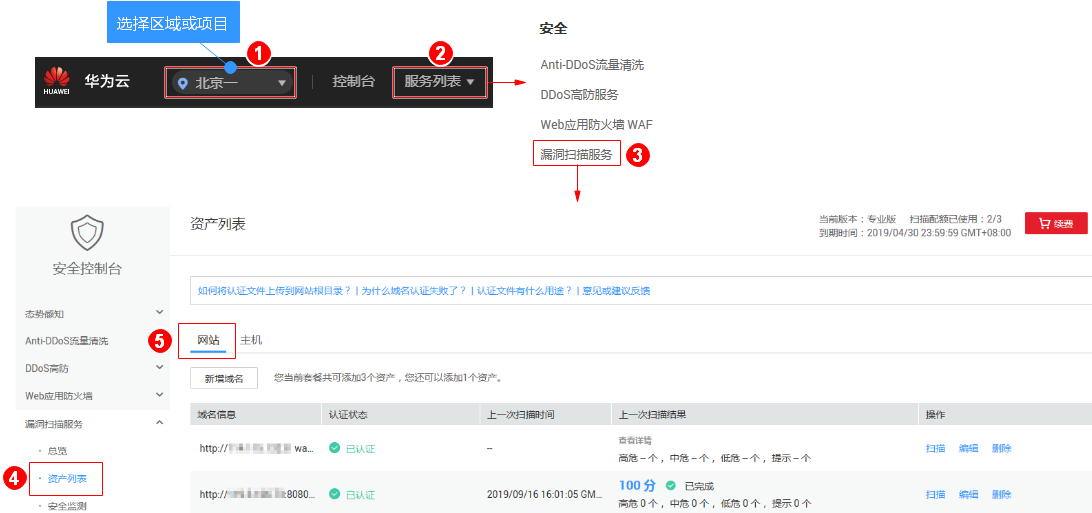 选择区域或项目
1
2
HUAWEI
华为云
北京一
控制台
服务列表
安全
Anti-DDoS流量清洗
DDoS高防服务
Web应用防火墙 WAF
漏洞扫描服务
3
安全控制台
态势感知
Anti-DDoS流量清洗
DDoS高防
Web应用防火墙
漏洞扫描服务
总览
4
资产列表
安全监测
资产列表
当前版本：专业版 扫描配额已使用：2/3
到期时间：2019/04/30 23:59:59 GMT+08:00
续费
如何将认证文件上传到网站根目录？ | 为什么域名认证失败了？ | 认证文件有什么用途？ | 意见或建议反馈
5
网站 主机
新增域名 您当前套餐共可添加3个资产，您还可以添加1个资产。
域名信息 认证状态 上一次扫描时间 上一次扫描结果 操作
http:// wa... 已认证 -- 查看详情 扫描 编辑 删除
高危 -- 个，中危 -- 个，低危 -- 个，提示 -- 个
http:// :8080... 已认证 2019/09/16 16:01:05 GM... 100 分 已完成 扫描 编辑 删除
高危 0 个，中危 0 个，低危 0 个，提示 0 个